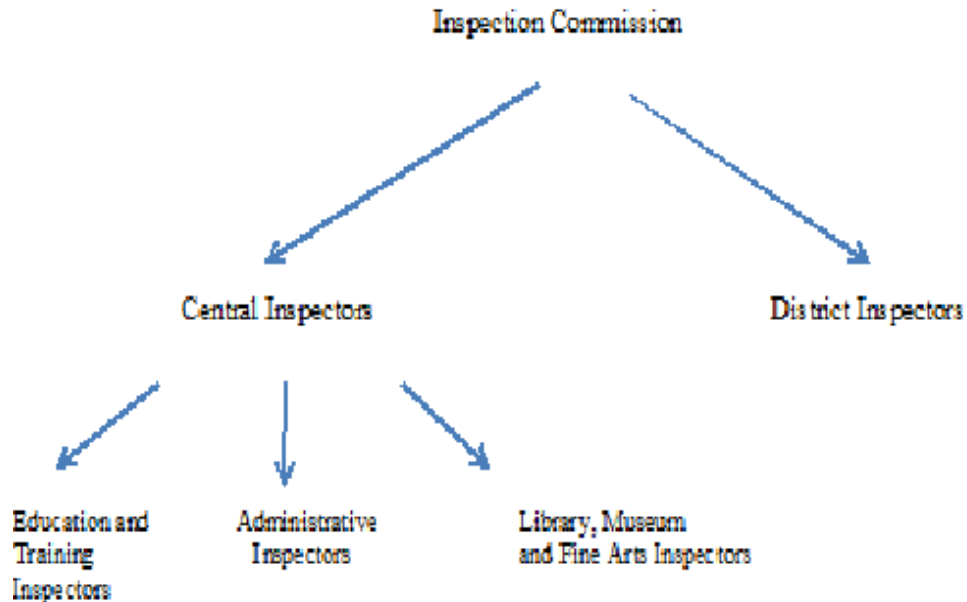 Inspection Commission
Central Inspectors
District Inspectors
Education and
Training
Inspectors
Administrative
Inspectors
Library, Museum
and Fine Arts Inspectors